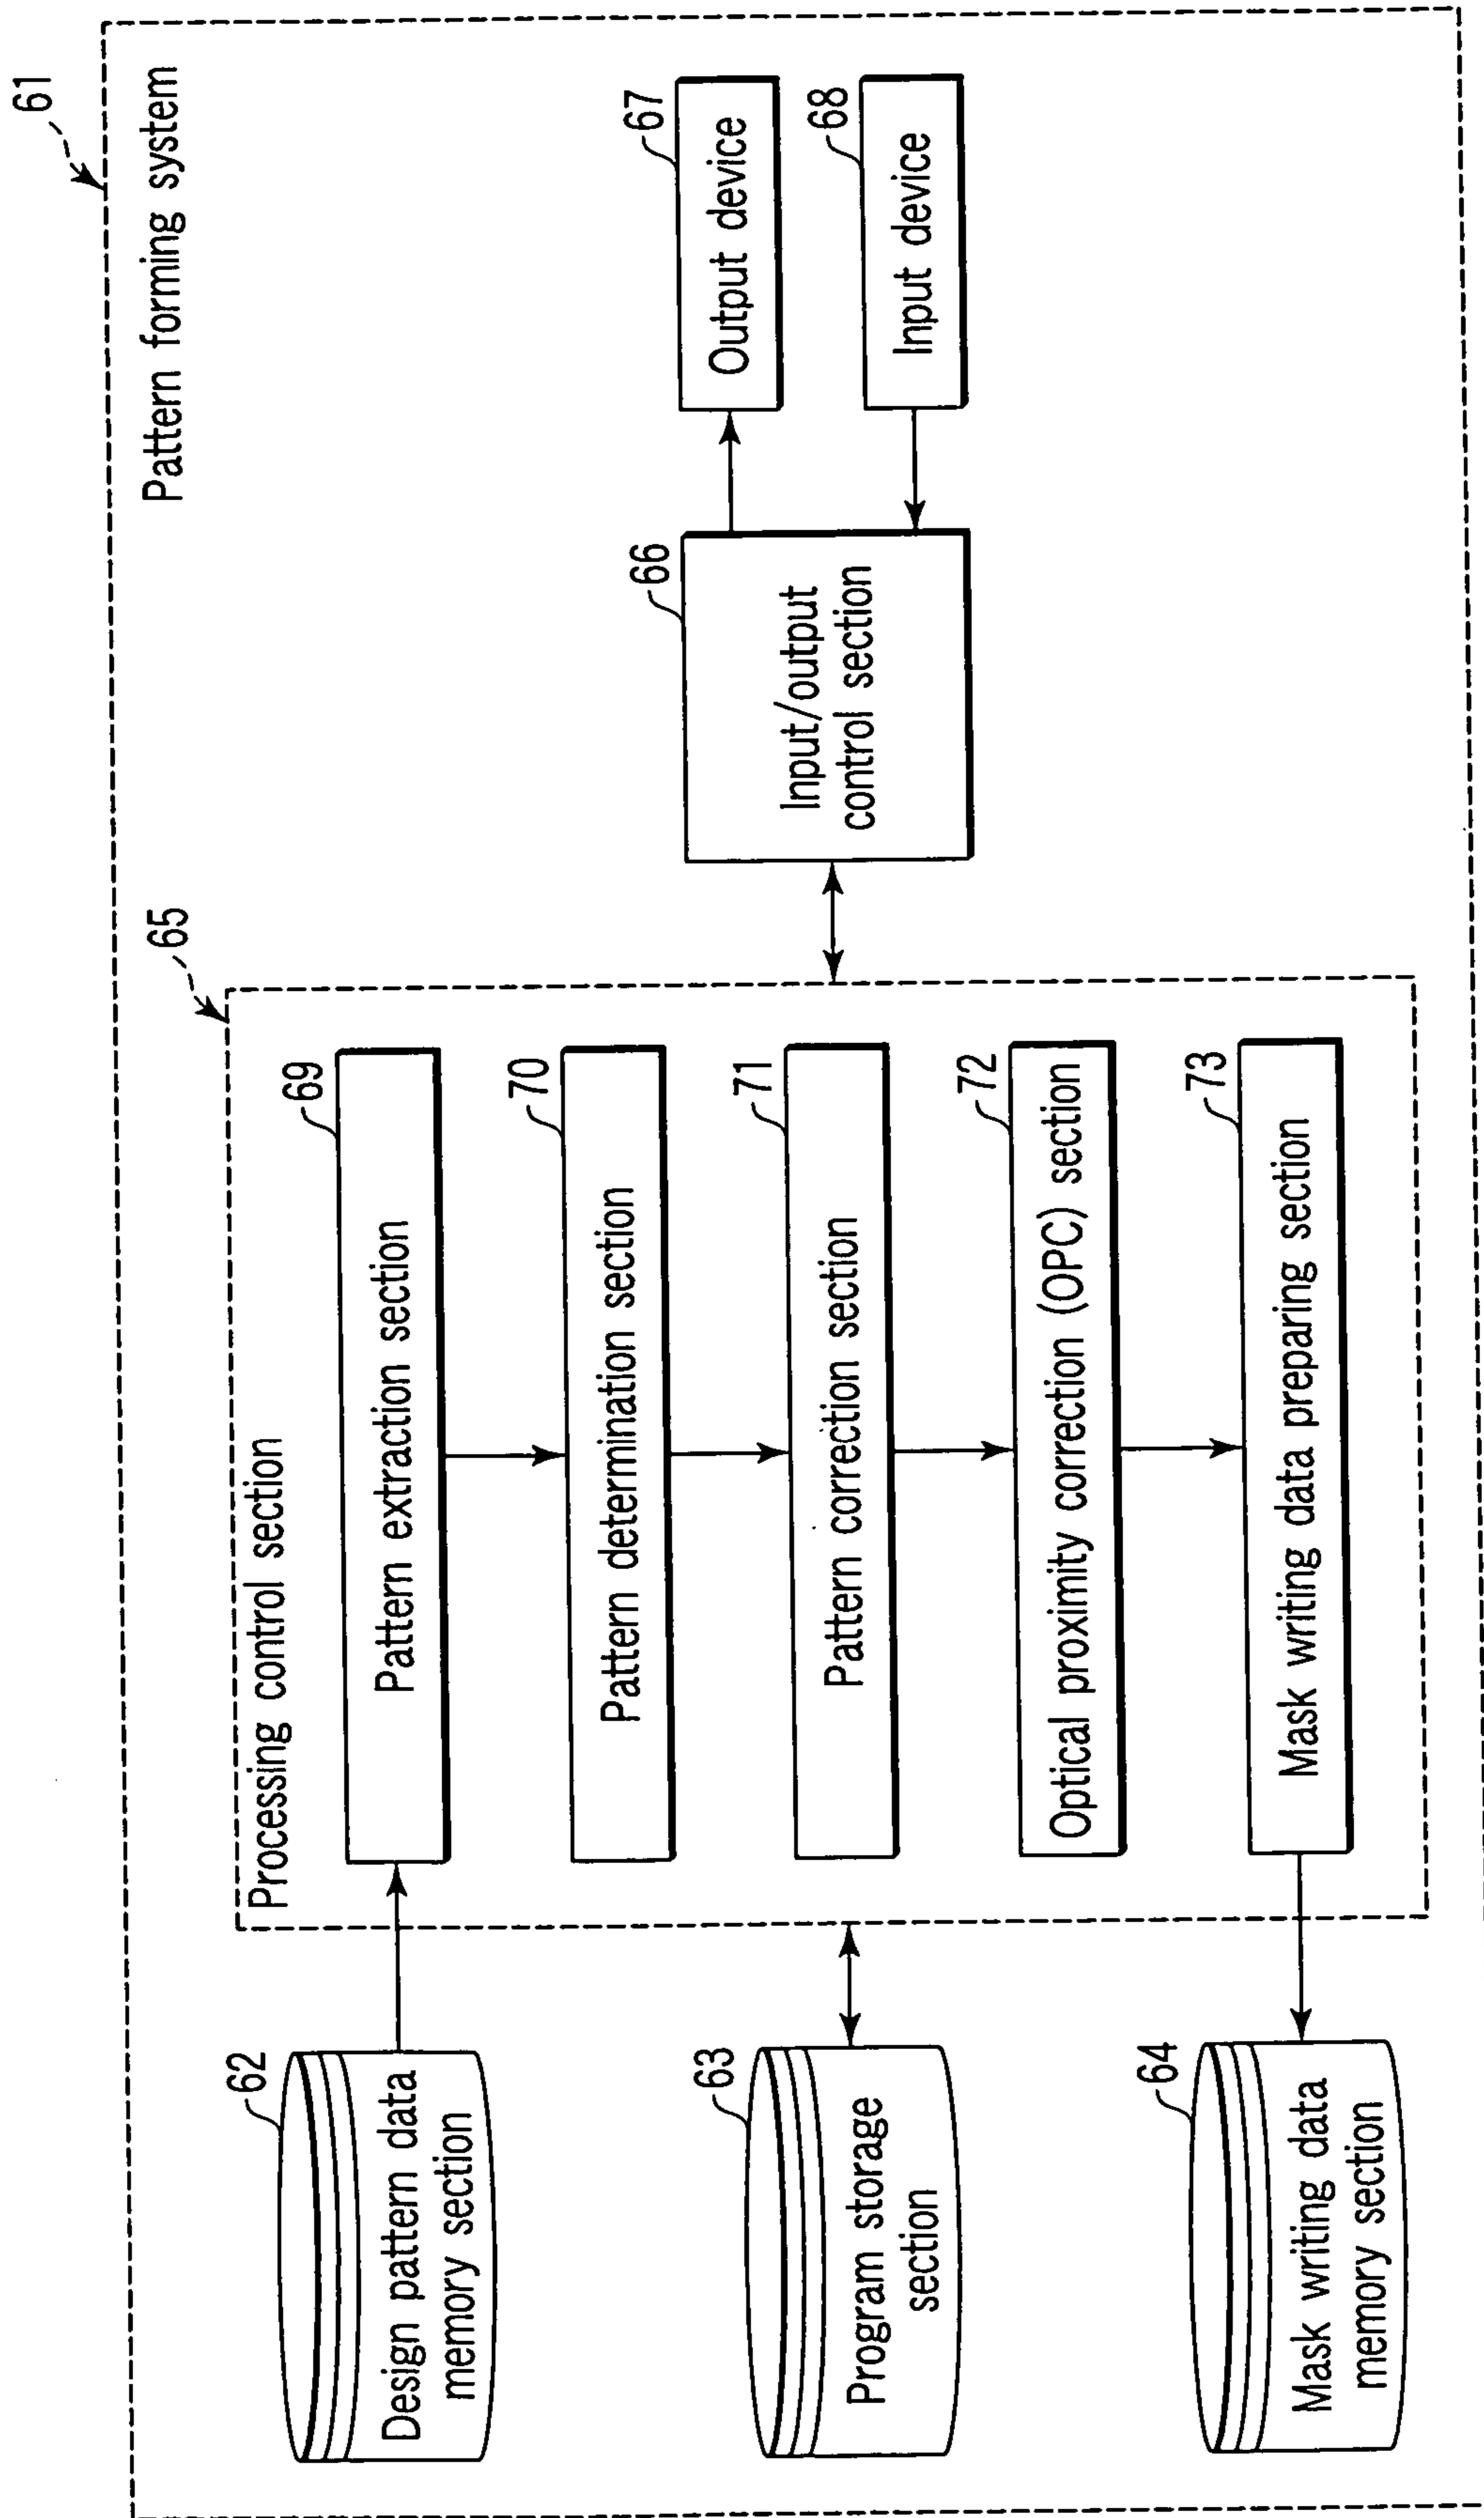 61
Pattern forming system
65
Processing control section
62
Design pattern data
memory section
69
Pattern extraction section
70
Pattern determination section
63
Program storage
section
71
Pattern correction section
66
Input/output
control section
67
Output device
68
Input device
72
Optical proximity correction (OPC) section
64
Mask writing data
memory section
73
Mask writing data preparing section